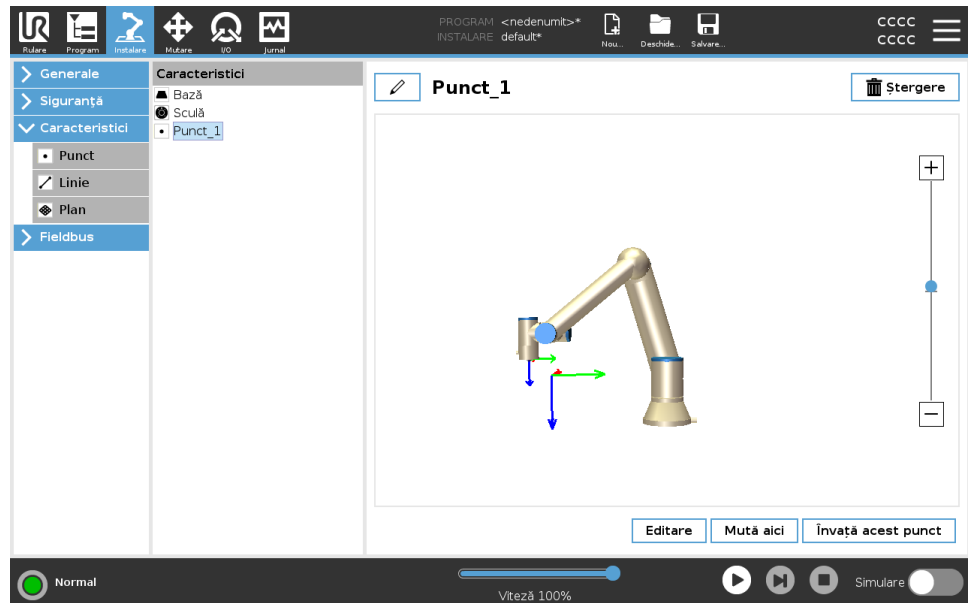 PROGRAM <nedenumit>*
INSTALARE default*
Rulare Program Instalare Mutare I/O Jurnal
Nou... Deschide... Salvare...
CCCC
CCCC
Generale
Siguranță
Caracteristici
Punct
Linie
Plan
Fieldbus
Caracteristici
Bază
Sculă
Punct_1
Punct_1
Ștergere
Editare
Mută aici
Învață acest punct
Normal
Viteză 100%
Simulare